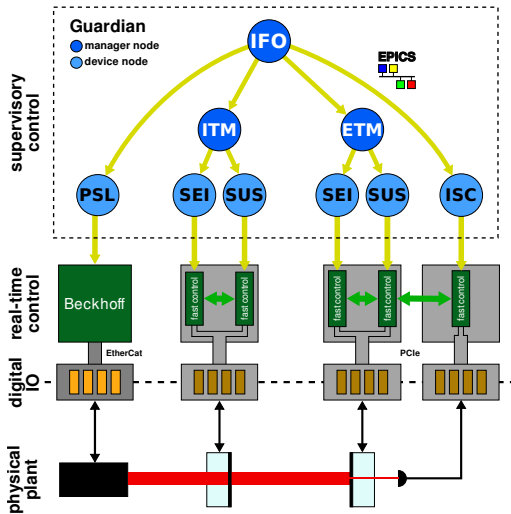 Guardian
manager node
device node
EPICS
IFO
ITM
ETM
PSL
SEI
SUS
SEI
SUS
ISC
supervisory
control
Beckhoff
fast control
fast control
fast control
fast control
fast control
real-time
control
EtherCat
PCIe
digital
IO
physical
plant